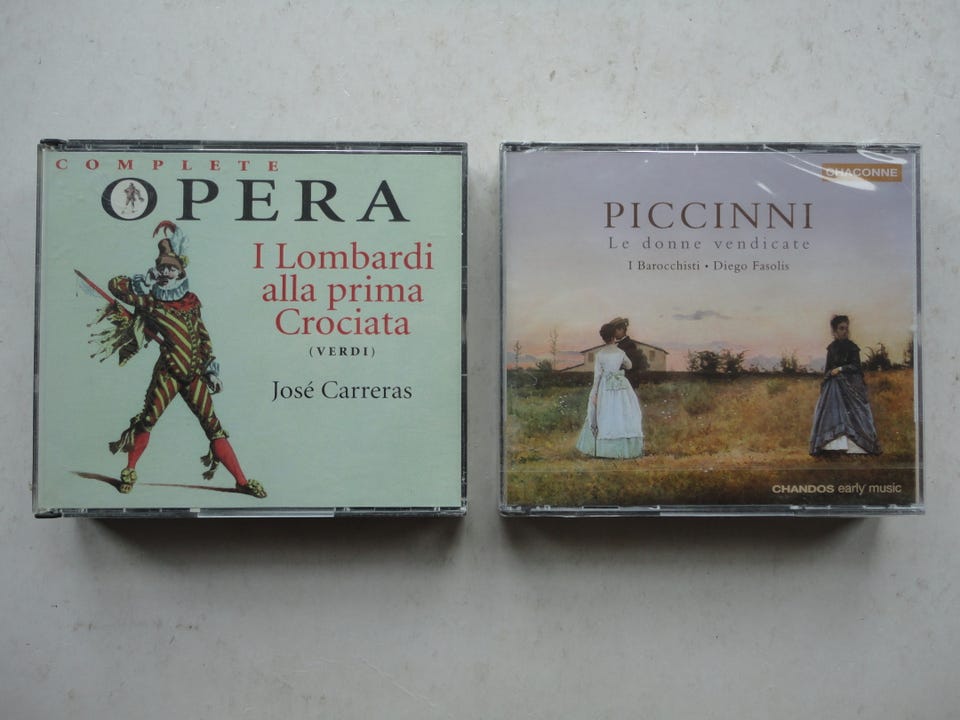 COMPLETE
OPERA
I Lombardi
alla prima
Crociata
(VERDI)
José Carreras
CHACONNE
PICCINNI
Le donne vendicate
I Barocchisti • Diego Fasolis
CHANDOS early music